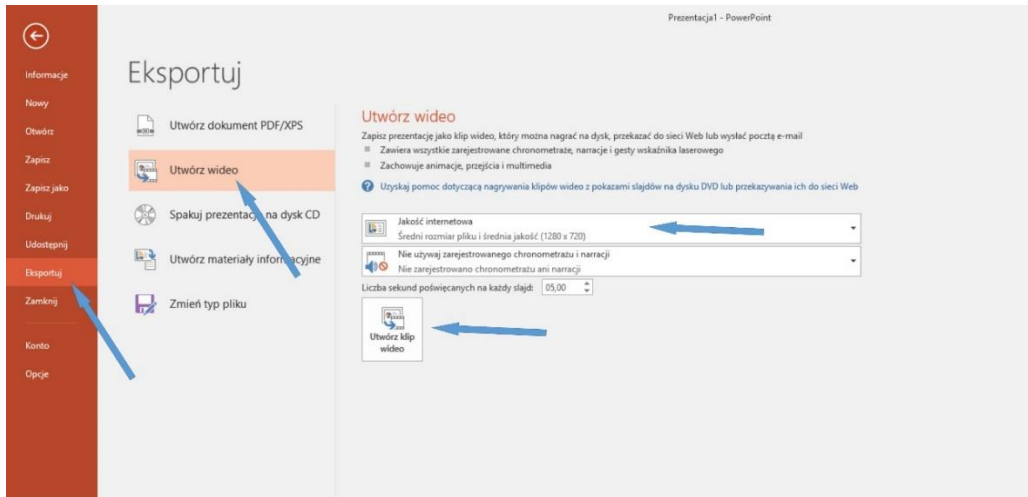 Prezentacja1 - PowerPoint
Informacje
Nowy
Otwórz
Zapisz
Zapisz jako
Drukuj
Udostępnij
Eksportuj
Zamknij
Konto
Opcje
Eksportuj
Utwórz dokument PDF/XPS
Utwórz wideo
Spakuj prezentację na dysk CD
Utwórz materiały informacyjne
Zmień typ pliku
Utwórz wideo
Zapisz prezentację jako klip wideo, który można nagrać na dysk, przekazać do sieci Web lub wysłać pocztą e-mail
Zawiera wszystkie zarejestrowane chronometraże, narracje i gesty wskaźnika laserowego
Zachowuje animacje, przejścia i multimedia
Uzyskaj pomoc dotyczącą nagrywania klipów wideo z pokazami slajdów na dysku DVD lub przekazywania ich do sieci Web
Jakość internetowa
Średni rozmiar pliku i średnia jakość (1280 x 720)
Nie używaj zarejestrowanego chronometrażu i narracji
Nie zarejestrowano chronometrażu ani narracji
Liczba sekund poświęcanych na każdy slajd: 05,00
Utwórz klip
wideo